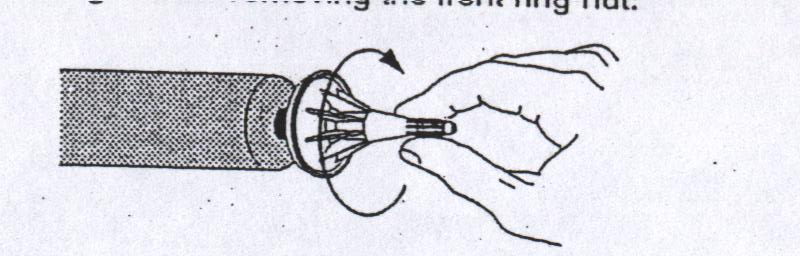 removing the front ring nut.